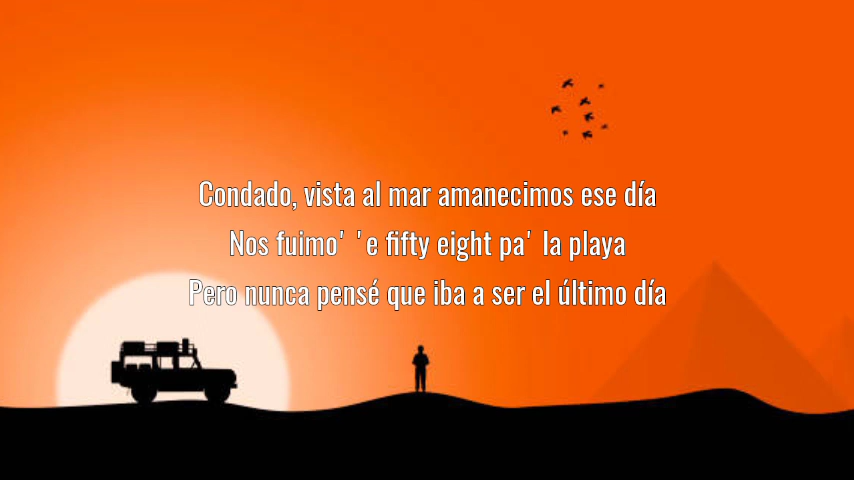 Condado, vista al mar amanecimos ese día
Nos fuimo' 'e fifty eight pa' la playa
Pero nunca pensé que iba a ser el último día